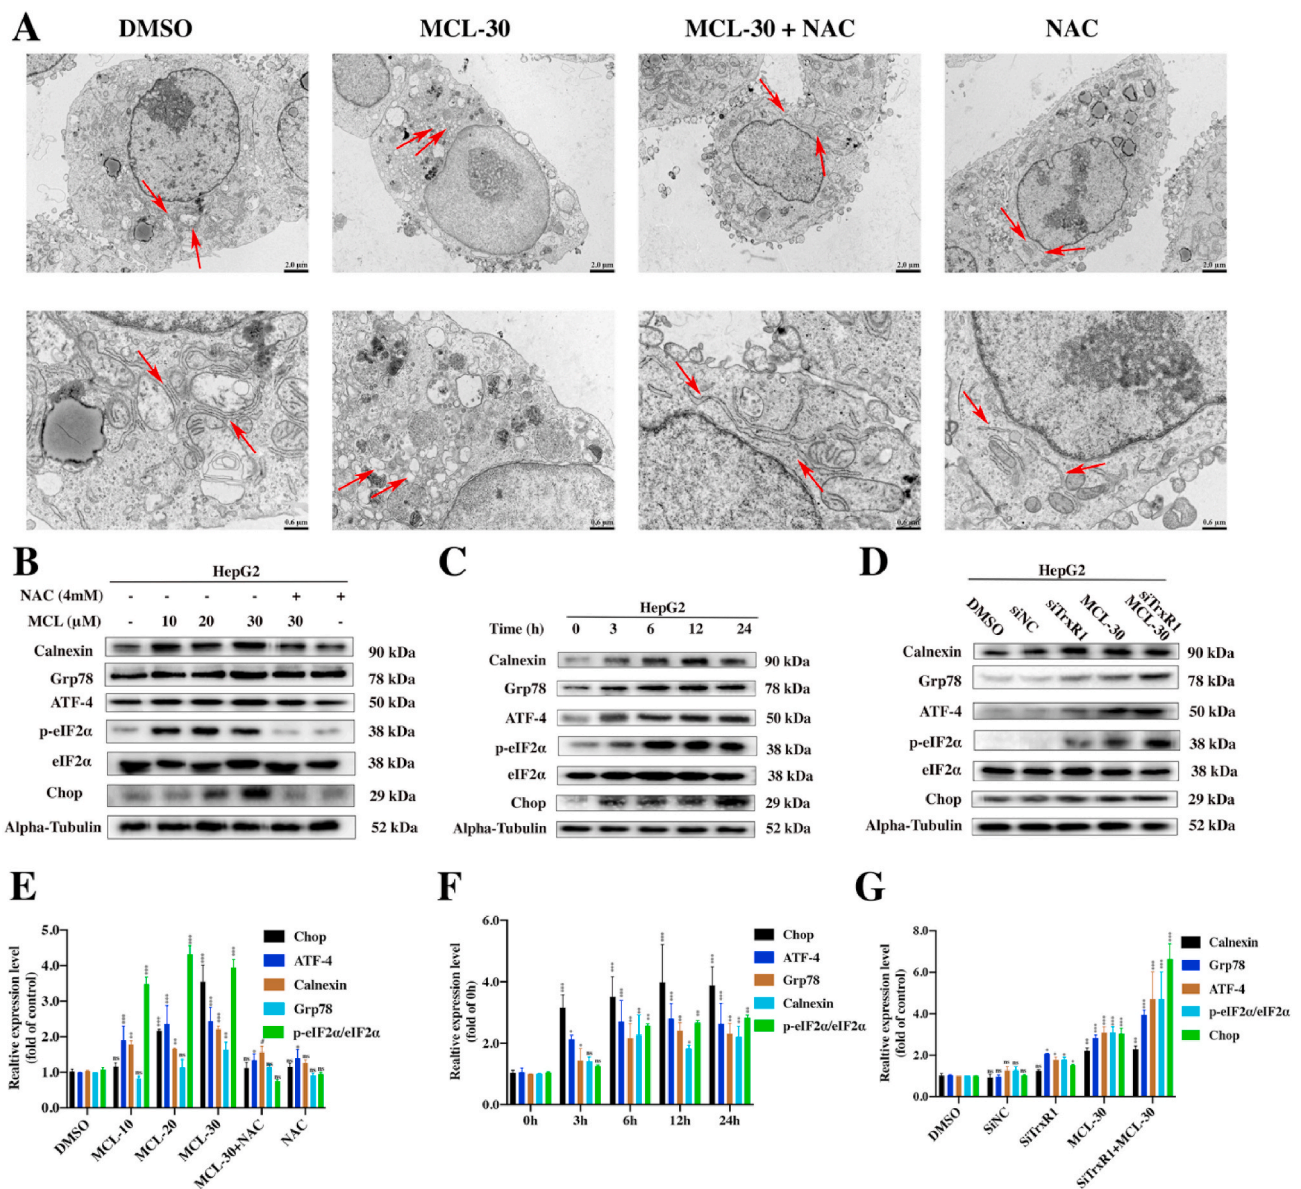 A
DMSO MCL-30 MCL-30 + NAC NAC
2.0 μm 2.0 μm 2.0 μm 2.0 μm
0.6 μm 0.6 μm 0.6 μm 0.6 μm
B
HepG2
NAC (4mM) - - - - + +
MCL (μM) - 10 20 30 30 -
Calnexin 90 kDa
Grp78 78 kDa
ATF-4 50 kDa
p-eIF2α 38 kDa
eIF2α 38 kDa
Chop 29 kDa
Alpha-Tubulin 52 kDa
C
HepG2
Time (h) 0 3 6 12 24
Calnexin 90 kDa
Grp78 78 kDa
ATF-4 50 kDa
p-eIF2α 38 kDa
eIF2α 38 kDa
Chop 29 kDa
Alpha-Tubulin 52 kDa
D
HepG2
DMSO siNC siTrxR1 MCL-30 siTrxR1 MCL-30
Calnexin 90 kDa
Grp78 78 kDa
ATF-4 50 kDa
p-eIF2α 38 kDa
eIF2α 38 kDa
Chop 29 kDa
Alpha-Tubulin 52 kDa
E
Realtive expression level
(fold of control)
5.0
4.0
3.0
2.0
1.0
0.0
DMSO MCL-10 MCL-20 MCL-30 MCL-30+NAC NAC
Chop
ATF-4
Calnexin
Grp78
p-eIF2α/eIF2α
F
Realtive expression level
(fold of 0h)
6.0
4.0
2.0
0.0
0h 3h 6h 12h 24h
Chop
ATF-4
Grp78
Calnexin
p-eIF2α/eIF2α
G
Realtive expression level
(fold of control)
8.0
6.0
4.0
2.0
0.0
DMSO SiNC SiTrxR1 MCL-30 SiTrxR1+MCL-30
Calnexin
Grp78
ATF-4
p-eIF2α/eIF2α
Chop